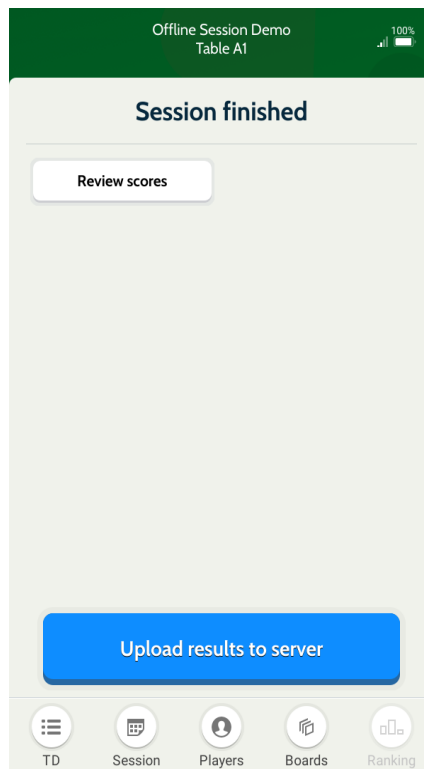 Offline Session Demo
Table A1
100%
Session finished
Review scores
Upload results to server
TD
Session
Players
Boards
Ranking